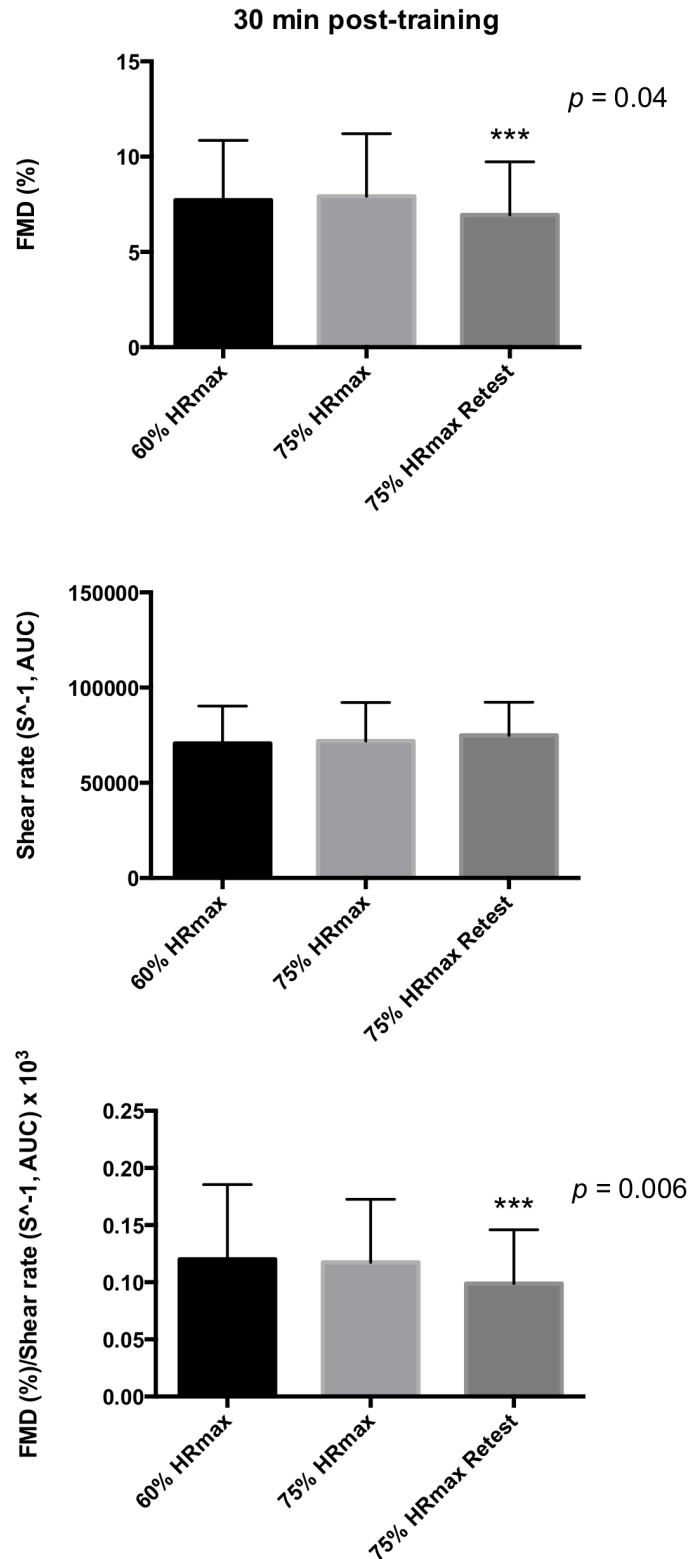 30 min post-training
FMD (%)
15
10
5
0
***
p = 0.04
60% HRmax
75% HRmax
75% HRmax Retest
Shear rate (S^-1, AUC)
150000
100000
50000
0
60% HRmax
75% HRmax
75% HRmax Retest
FMD (%)/Shear rate (S^-1, AUC) x 10³
0.25
0.20
0.15
0.10
0.05
0.00
***
p = 0.006
60% HRmax
75% HRmax
75% HRmax Retest